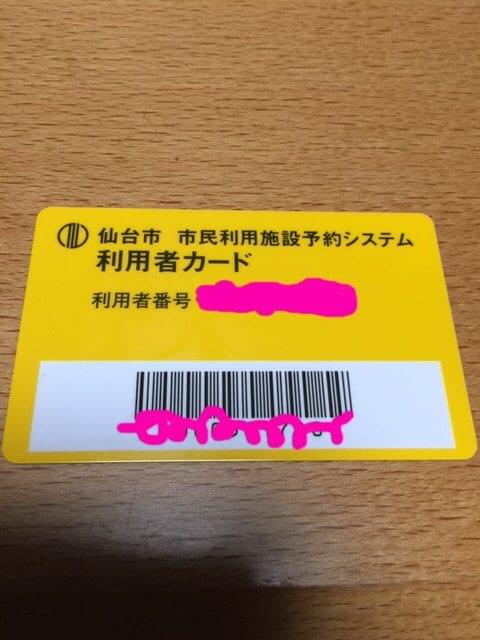 仙台市 市民利用施設予約システム
利用者カード
利用者番号